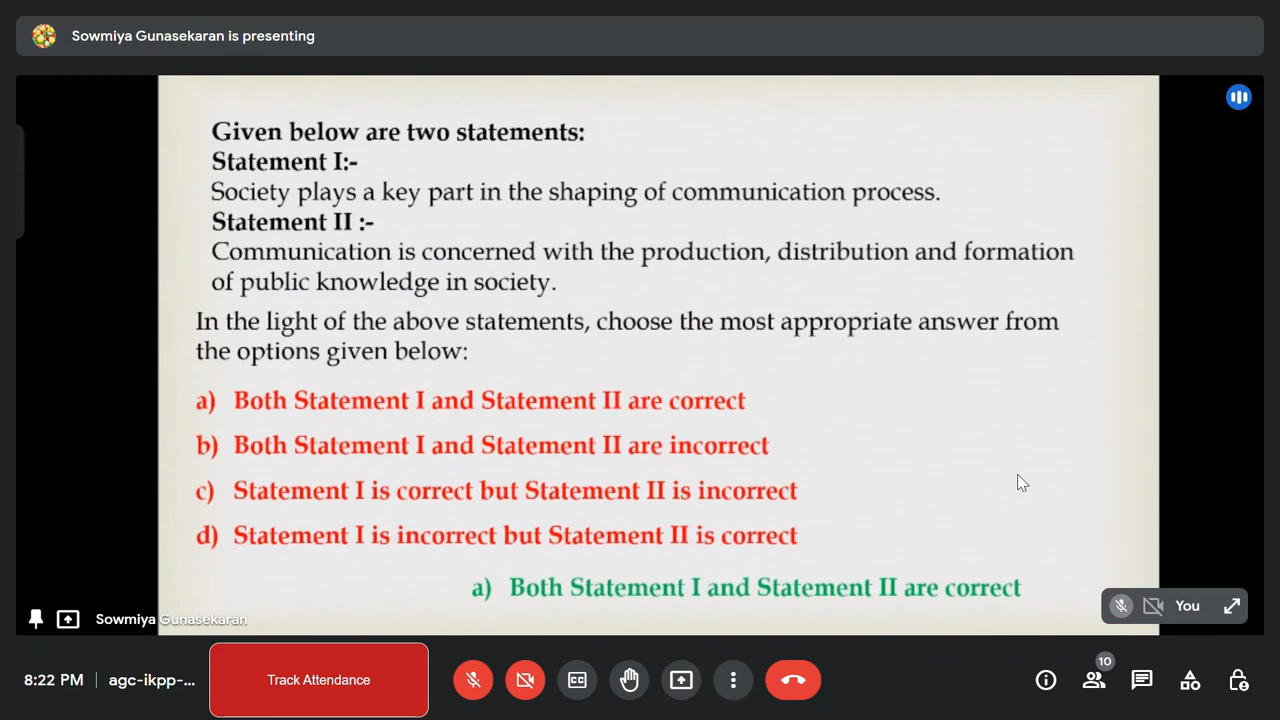 Sowmiya Gunasekaran is presenting
Given below are two statements:
Statement I:-
Society plays a key part in the shaping of communication process.
Statement II :-
Communication is concerned with the production, distribution and formation
of public knowledge in society.
In the light of the above statements, choose the most appropriate answer from
the options given below:
a) Both Statement I and Statement II are correct
b) Both Statement I and Statement II are incorrect
c) Statement I is correct but Statement II is incorrect
d) Statement I is incorrect but Statement II is correct
a) Both Statement I and Statement II are correct
You
Sowmiya Gunasekaran
8:22 PM | agc-ikpp-...
Track Attendance
CC
10